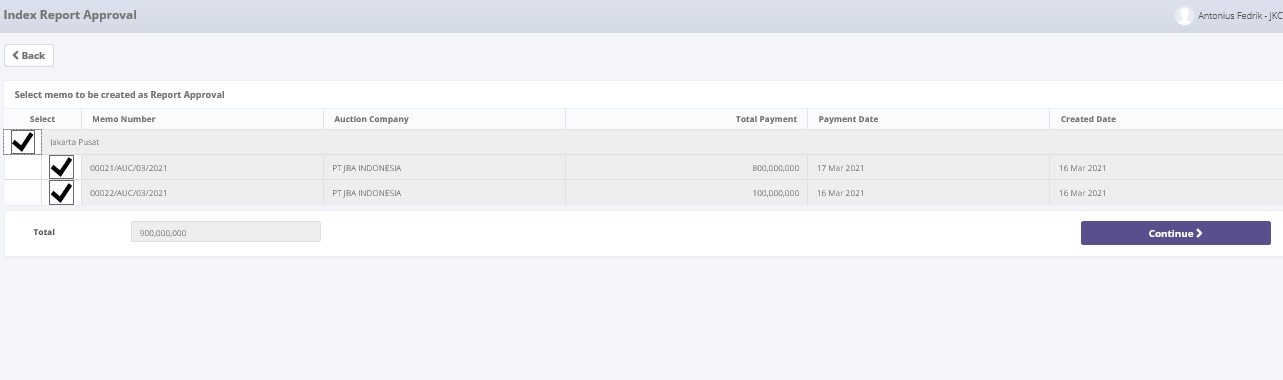 Index Report Approval
Antonius Fedrik - JKC
Back
Select memo to be created as Report Approval
Select Memo Number Auction Company Total Payment Payment Date Created Date
Jakarta Pusat
00021/AUC/03/2021 PT JBA INDONESIA 800,000,000 17 Mar 2021 16 Mar 2021
00022/AUC/03/2021 PT JBA INDONESIA 100,000,000 16 Mar 2021 16 Mar 2021
Total 900,000,000 Continue